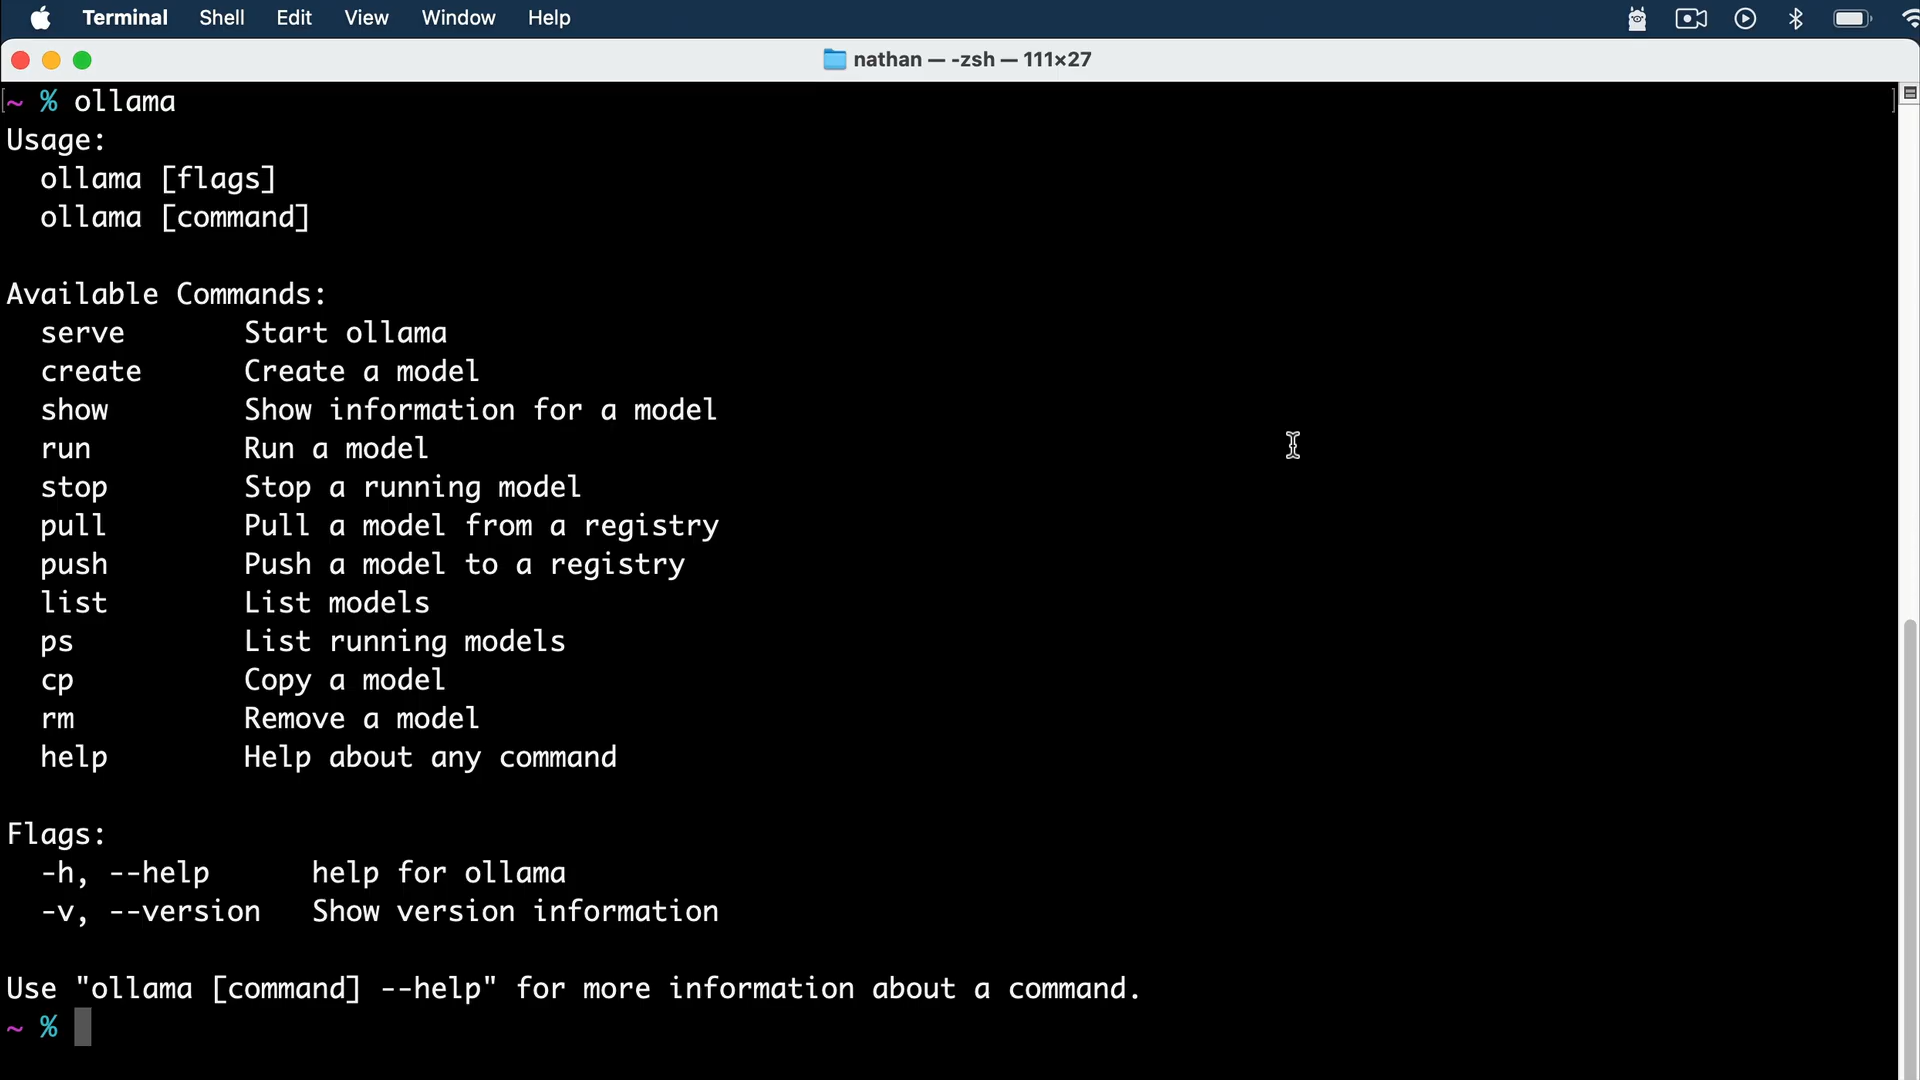 Terminal Shell Edit View Window Help
nathan — -zsh — 111×27
~ % ollama
Usage:
ollama [flags]
ollama [command]
Available Commands:
serve Start ollama
create Create a model
show Show information for a model
run Run a model
stop Stop a running model
pull Pull a model from a registry
push Push a model to a registry
list List models
ps List running models
cp Copy a model
rm Remove a model
help Help about any command
Flags:
-h, --help help for ollama
-v, --version Show version information
Use "ollama [command] --help" for more information about a command.
~ %